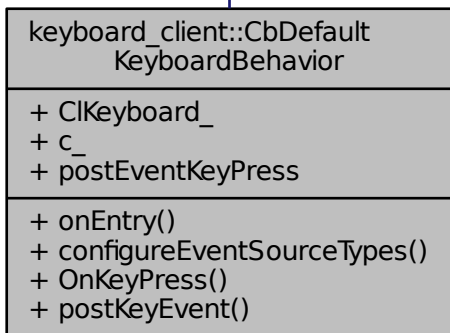 keyboard_client::CbDefault
KeyboardBehavior
+ ClKeyboard_
+ c_
+ postEventKeyPress
+ onEntry()
+ configureEventSourceTypes()
+ OnKeyPress()
+ postKeyEvent()